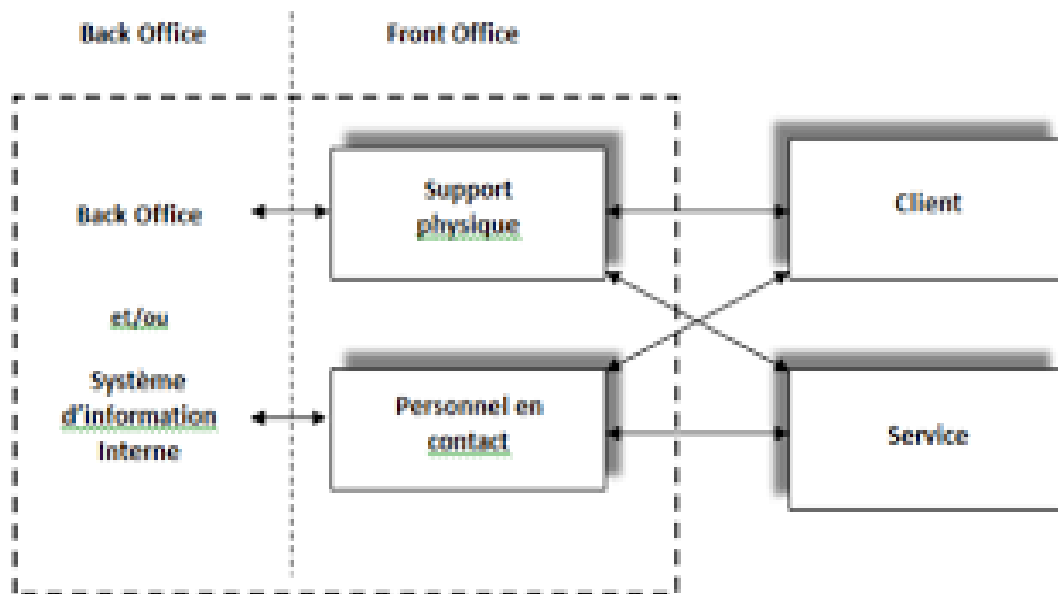 Back Office
Front Office
Back Office
et/ou
Système
d'information
Interne
Support
physique
Personnel en
contact
Client
Service